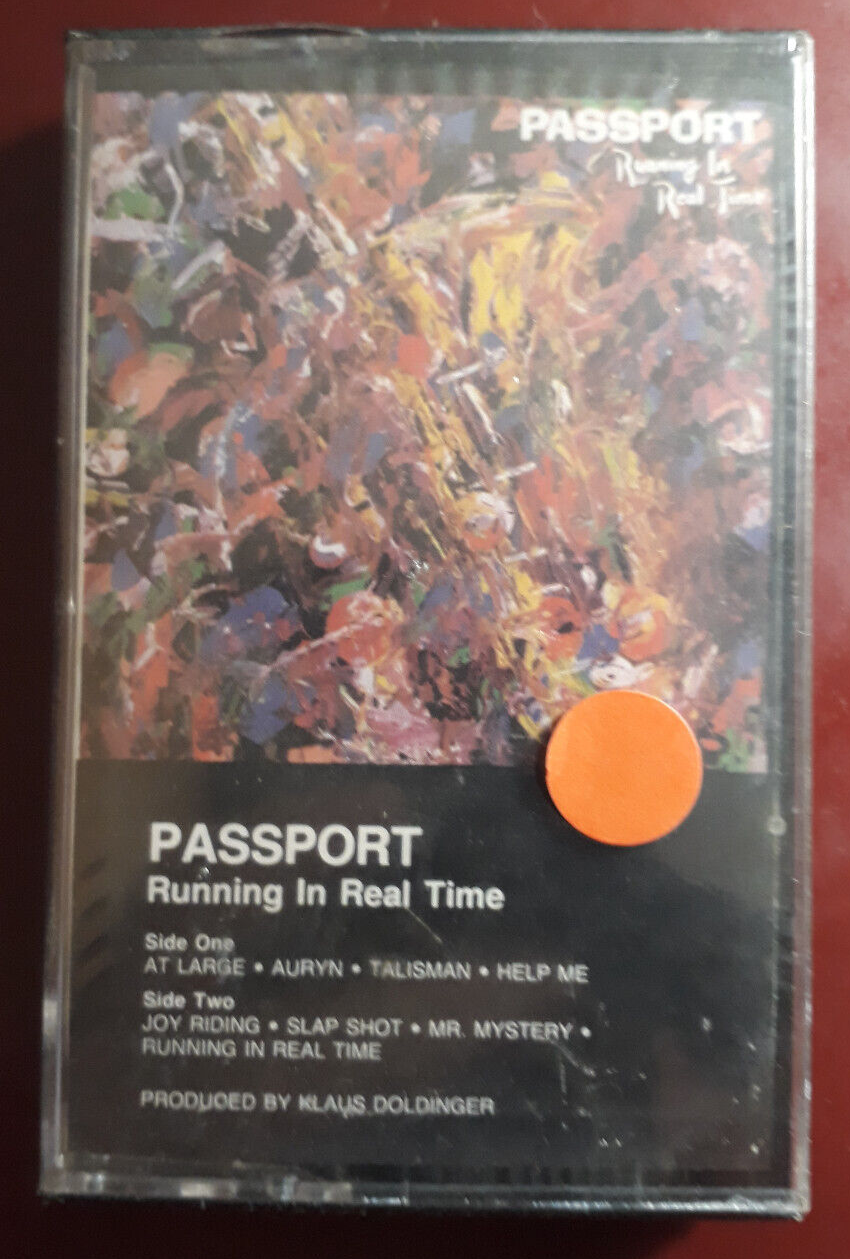 PASSPORT
Running In
Real Time
PASSPORT
Running In Real Time
Side One
AT LARGE • AURYN • TALISMAN • HELP ME
Side Two
JOY RIDING • SLAP SHOT • MR. MYSTERY •
RUNNING IN REAL TIME
PRODUCED BY KLAUS DOLDINGER